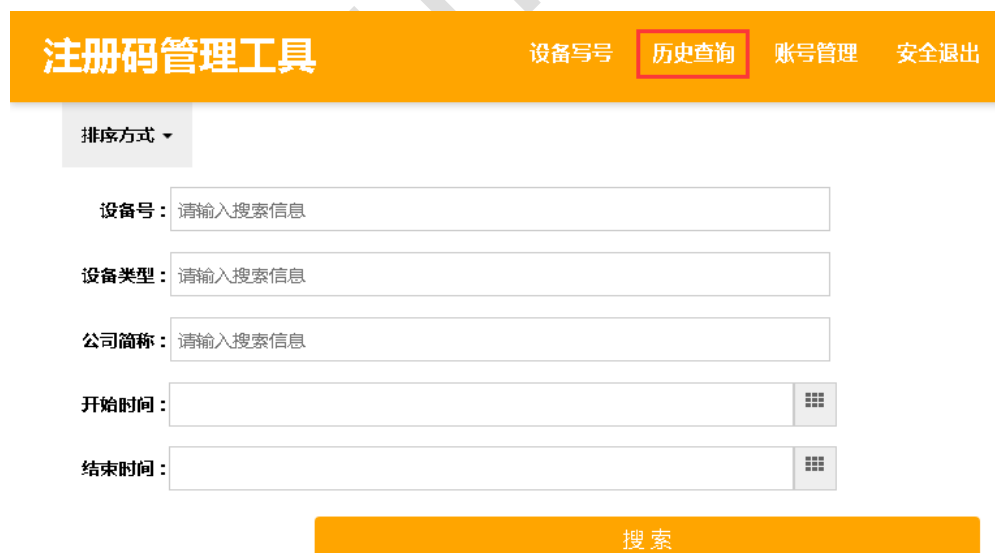 注册码管理工具 设备写号 历史查询 账号管理 安全退出
排序方式
设备号： 请输入搜索信息
设备类型： 请输入搜索信息
公司简称： 请输入搜索信息
开始时间：
结束时间：
搜 索